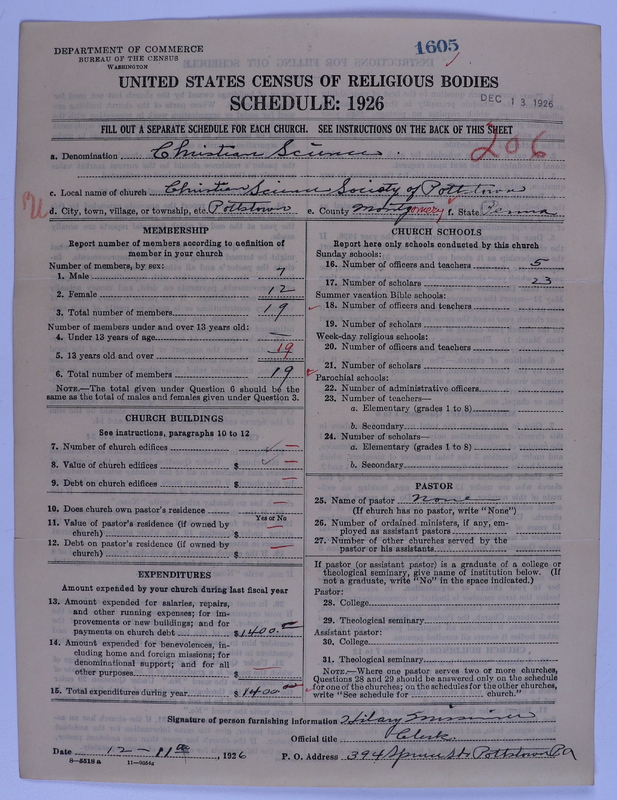 DEPARTMENT OF COMMERCE
BUREAU OF THE CENSUS
WASHINGTON
1605
UNITED STATES CENSUS OF RELIGIOUS BODIES
SCHEDULE: 1926
DEC 13 1926
FILL OUT A SEPARATE SCHEDULE FOR EACH CHURCH. SEE INSTRUCTIONS ON THE BACK OF THIS SHEET
206
a. Denomination Christian Science
c. Local name of church Christian Science Society of Pottstown
d. City, town, village, or township, etc. Pottstown e. County Montgomery f. State Penna
MEMBERSHIP
Report number of members according to definition of
member in your church
Number of members, by sex:
1. Male 7
2. Female 12
3. Total number of members 19
Number of members under and over 13 years old:
4. Under 13 years of age —
5. 13 years old and over 19
6. Total number of members 19
NOTE.—The total given under Question 6 should be the
same as the total of males and females given under Question 3.
CHURCH BUILDINGS
See instructions, paragraphs 10 to 12
7. Number of church edifices —
8. Value of church edifices $ —
9. Debt on church edifices $ —
10. Does church own pastor's residence —
Yes or No
11. Value of pastor's residence (if owned by
church) $ —
12. Debt on pastor's residence (if owned by
church) $ —
EXPENDITURES
Amount expended by your church during last fiscal year
13. Amount expended for salaries, repairs,
and other running expenses; for im-
provements or new buildings; and for
payments on church debt $1400.
14. Amount expended for benevolences, in-
cluding home and foreign missions; for
denominational support; and for all
other purposes $ —
15. Total expenditures during year $1400.
CHURCH SCHOOLS
Report here only schools conducted by this church
Sunday schools:
16. Number of officers and teachers 5
17. Number of scholars 23
Summer vacation Bible schools:
18. Number of officers and teachers
19. Number of scholars
Week-day religious schools:
20. Number of officers and teachers
21. Number of scholars
Parochial schools:
22. Number of administrative officers
23. Number of teachers—
a. Elementary (grades 1 to 8)
b. Secondary
24. Number of scholars—
a. Elementary (grades 1 to 8)
b. Secondary
PASTOR
25. Name of pastor None
(If church has no pastor, write "None")
26. Number of ordained ministers, if any, em-
ployed as assistant pastors
27. Number of other churches served by the
pastor or his assistants
If pastor (or assistant pastor) is a graduate of a college or
theological seminary, give name of institution below. (If
not a graduate, write "No" in the space indicated.)
Pastor:
28. College
29. Theological seminary
Assistant pastor:
30. College
31. Theological seminary
NOTE.—Where one pastor serves two or more churches,
Questions 28 and 29 should be answered only on the schedule
for one of the churches; on the schedules for the other churches,
write "See schedule for church."
Signature of person furnishing information Hilary
Official title Clerk.
Date 12-11, 1926 P. O. Address 394 Spruce St. Pottstown Pa
8—5518 a 11—9054a